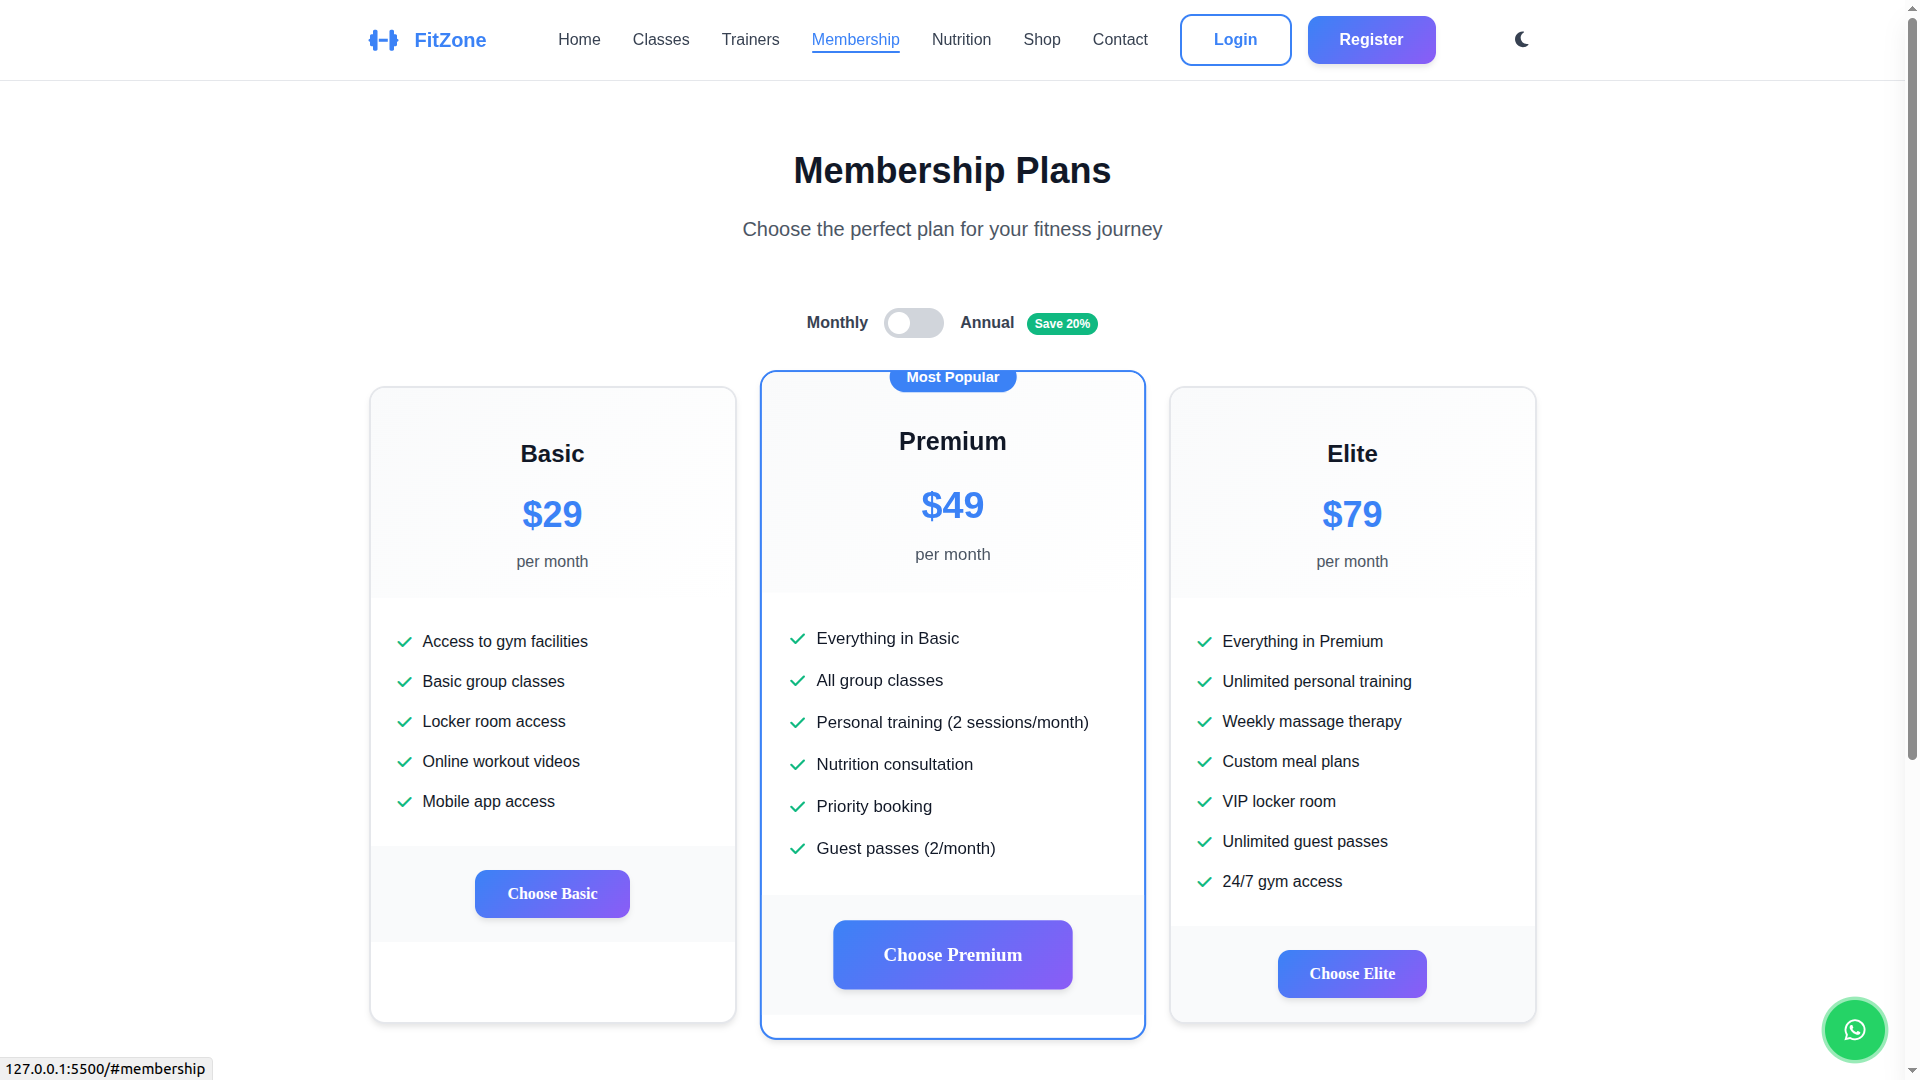 FitZone
Home
Classes
Trainers
Membership
Nutrition
Shop
Contact
Login
Register
Membership Plans
Choose the perfect plan for your fitness journey
Monthly
Annual
Save 20%
Basic
$29
per month
Access to gym facilities
Basic group classes
Locker room access
Online workout videos
Mobile app access
Choose Basic
Most Popular
Premium
$49
per month
Everything in Basic
All group classes
Personal training (2 sessions/month)
Nutrition consultation
Priority booking
Guest passes (2/month)
Choose Premium
Elite
$79
per month
Everything in Premium
Unlimited personal training
Weekly massage therapy
Custom meal plans
VIP locker room
Unlimited guest passes
24/7 gym access
Choose Elite
127.0.0.1:5500/#membership